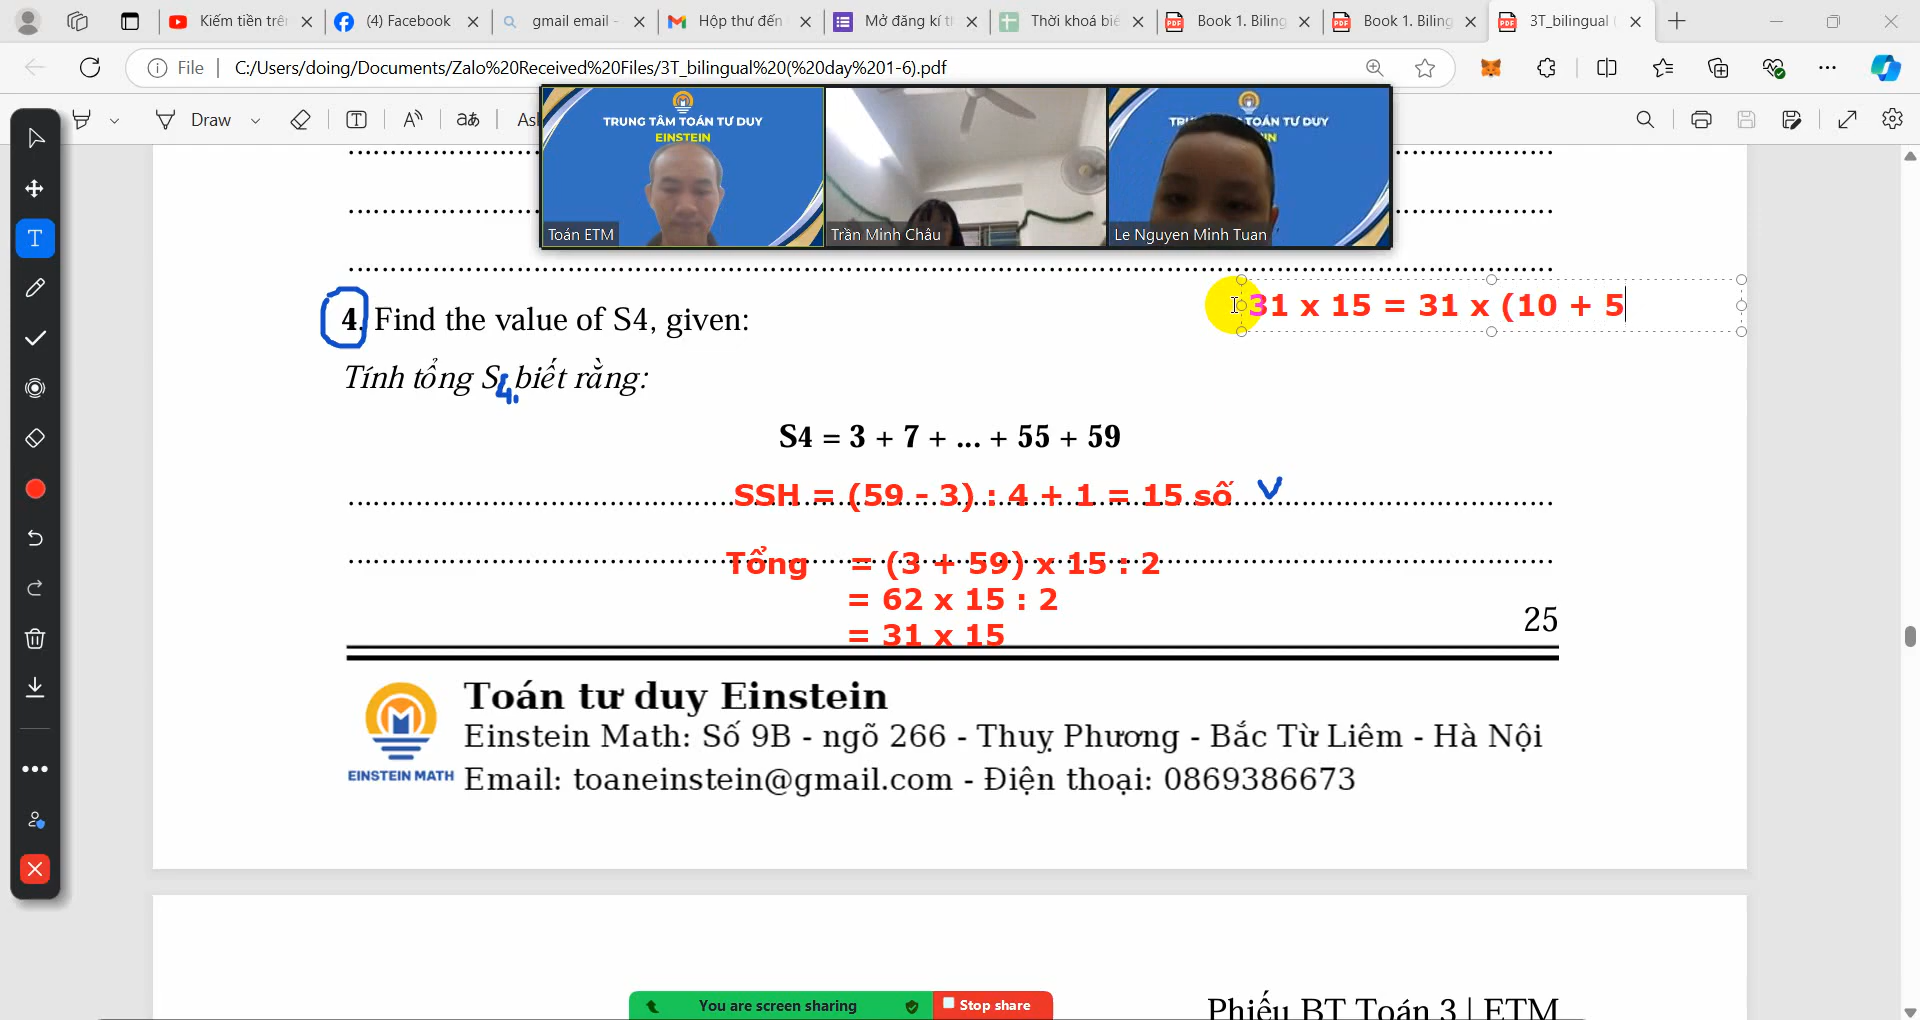 Kiếm tiền trê
(4) Facebook
gmail email -
Hộp thư đến
Mở đăng kí t
Thời khoá biể
Book 1. Biling
Book 1. Biling
3T_bilingual
File
C:/Users/doing/Documents/Zalo%20Received%20Files/3T_bilingual%20(%20day%201-6).pdf
Draw
aあ
TRUNG TÂM TOÁN TƯ DUY
EINSTEIN
Toán ETM
Trần Minh Châu
TOÁN TƯ DUY
Le Nguyen Minh Tuan
4. Find the value of S4, given:
31 x 15 = 31 x (10 + 5
Tính tổng S4 biết rằng:
S4 = 3 + 7 + ... + 55 + 59
SSH = (59 - 3) : 4 + 1 = 15 số
Tổng = (3 + 59) x 15 : 2
= 62 x 15 : 2
= 31 x 15
25
Toán tư duy Einstein
Einstein Math: Số 9B - ngõ 266 - Thuỵ Phương - Bắc Từ Liêm - Hà Nội
EINSTEIN MATH
Email: toaneinstein@gmail.com - Điện thoại: 0869386673
You are screen sharing
Stop share
Phiếu BT Toán 3 | ETM